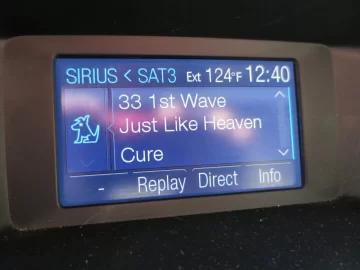 SIRIUS < SAT3 Ext 124°F 12:40
33 1st Wave
Just Like Heaven
Cure
- Replay Direct Info